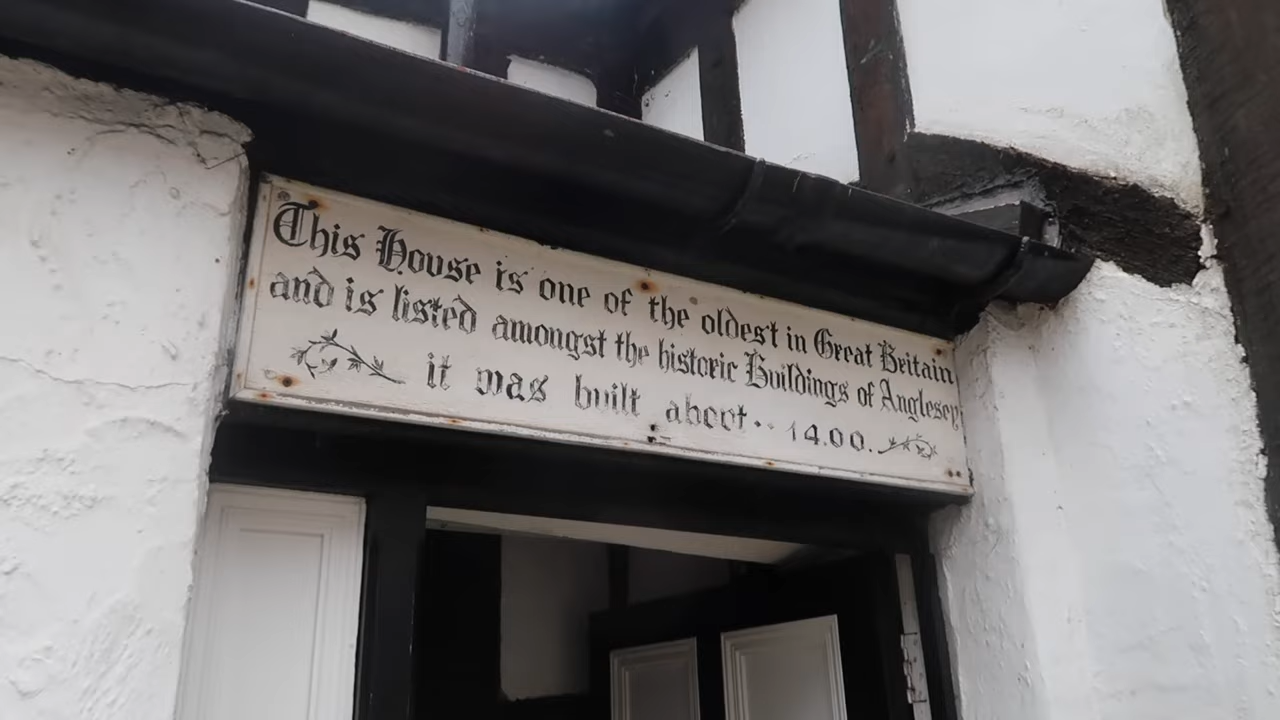 This House is one of the oldest in Great Britain
and is listed amongst the historic Buildings of Anglesey
it was built about·· 1400.